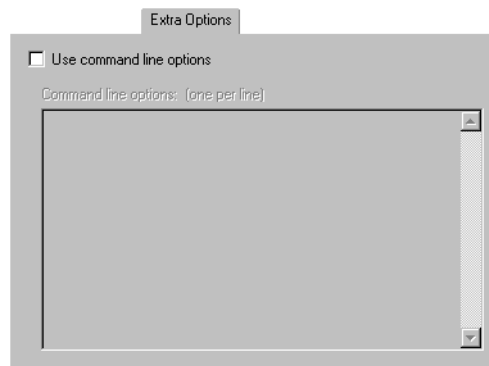 Extra Options
Use command line options
Command line options: (one per line)